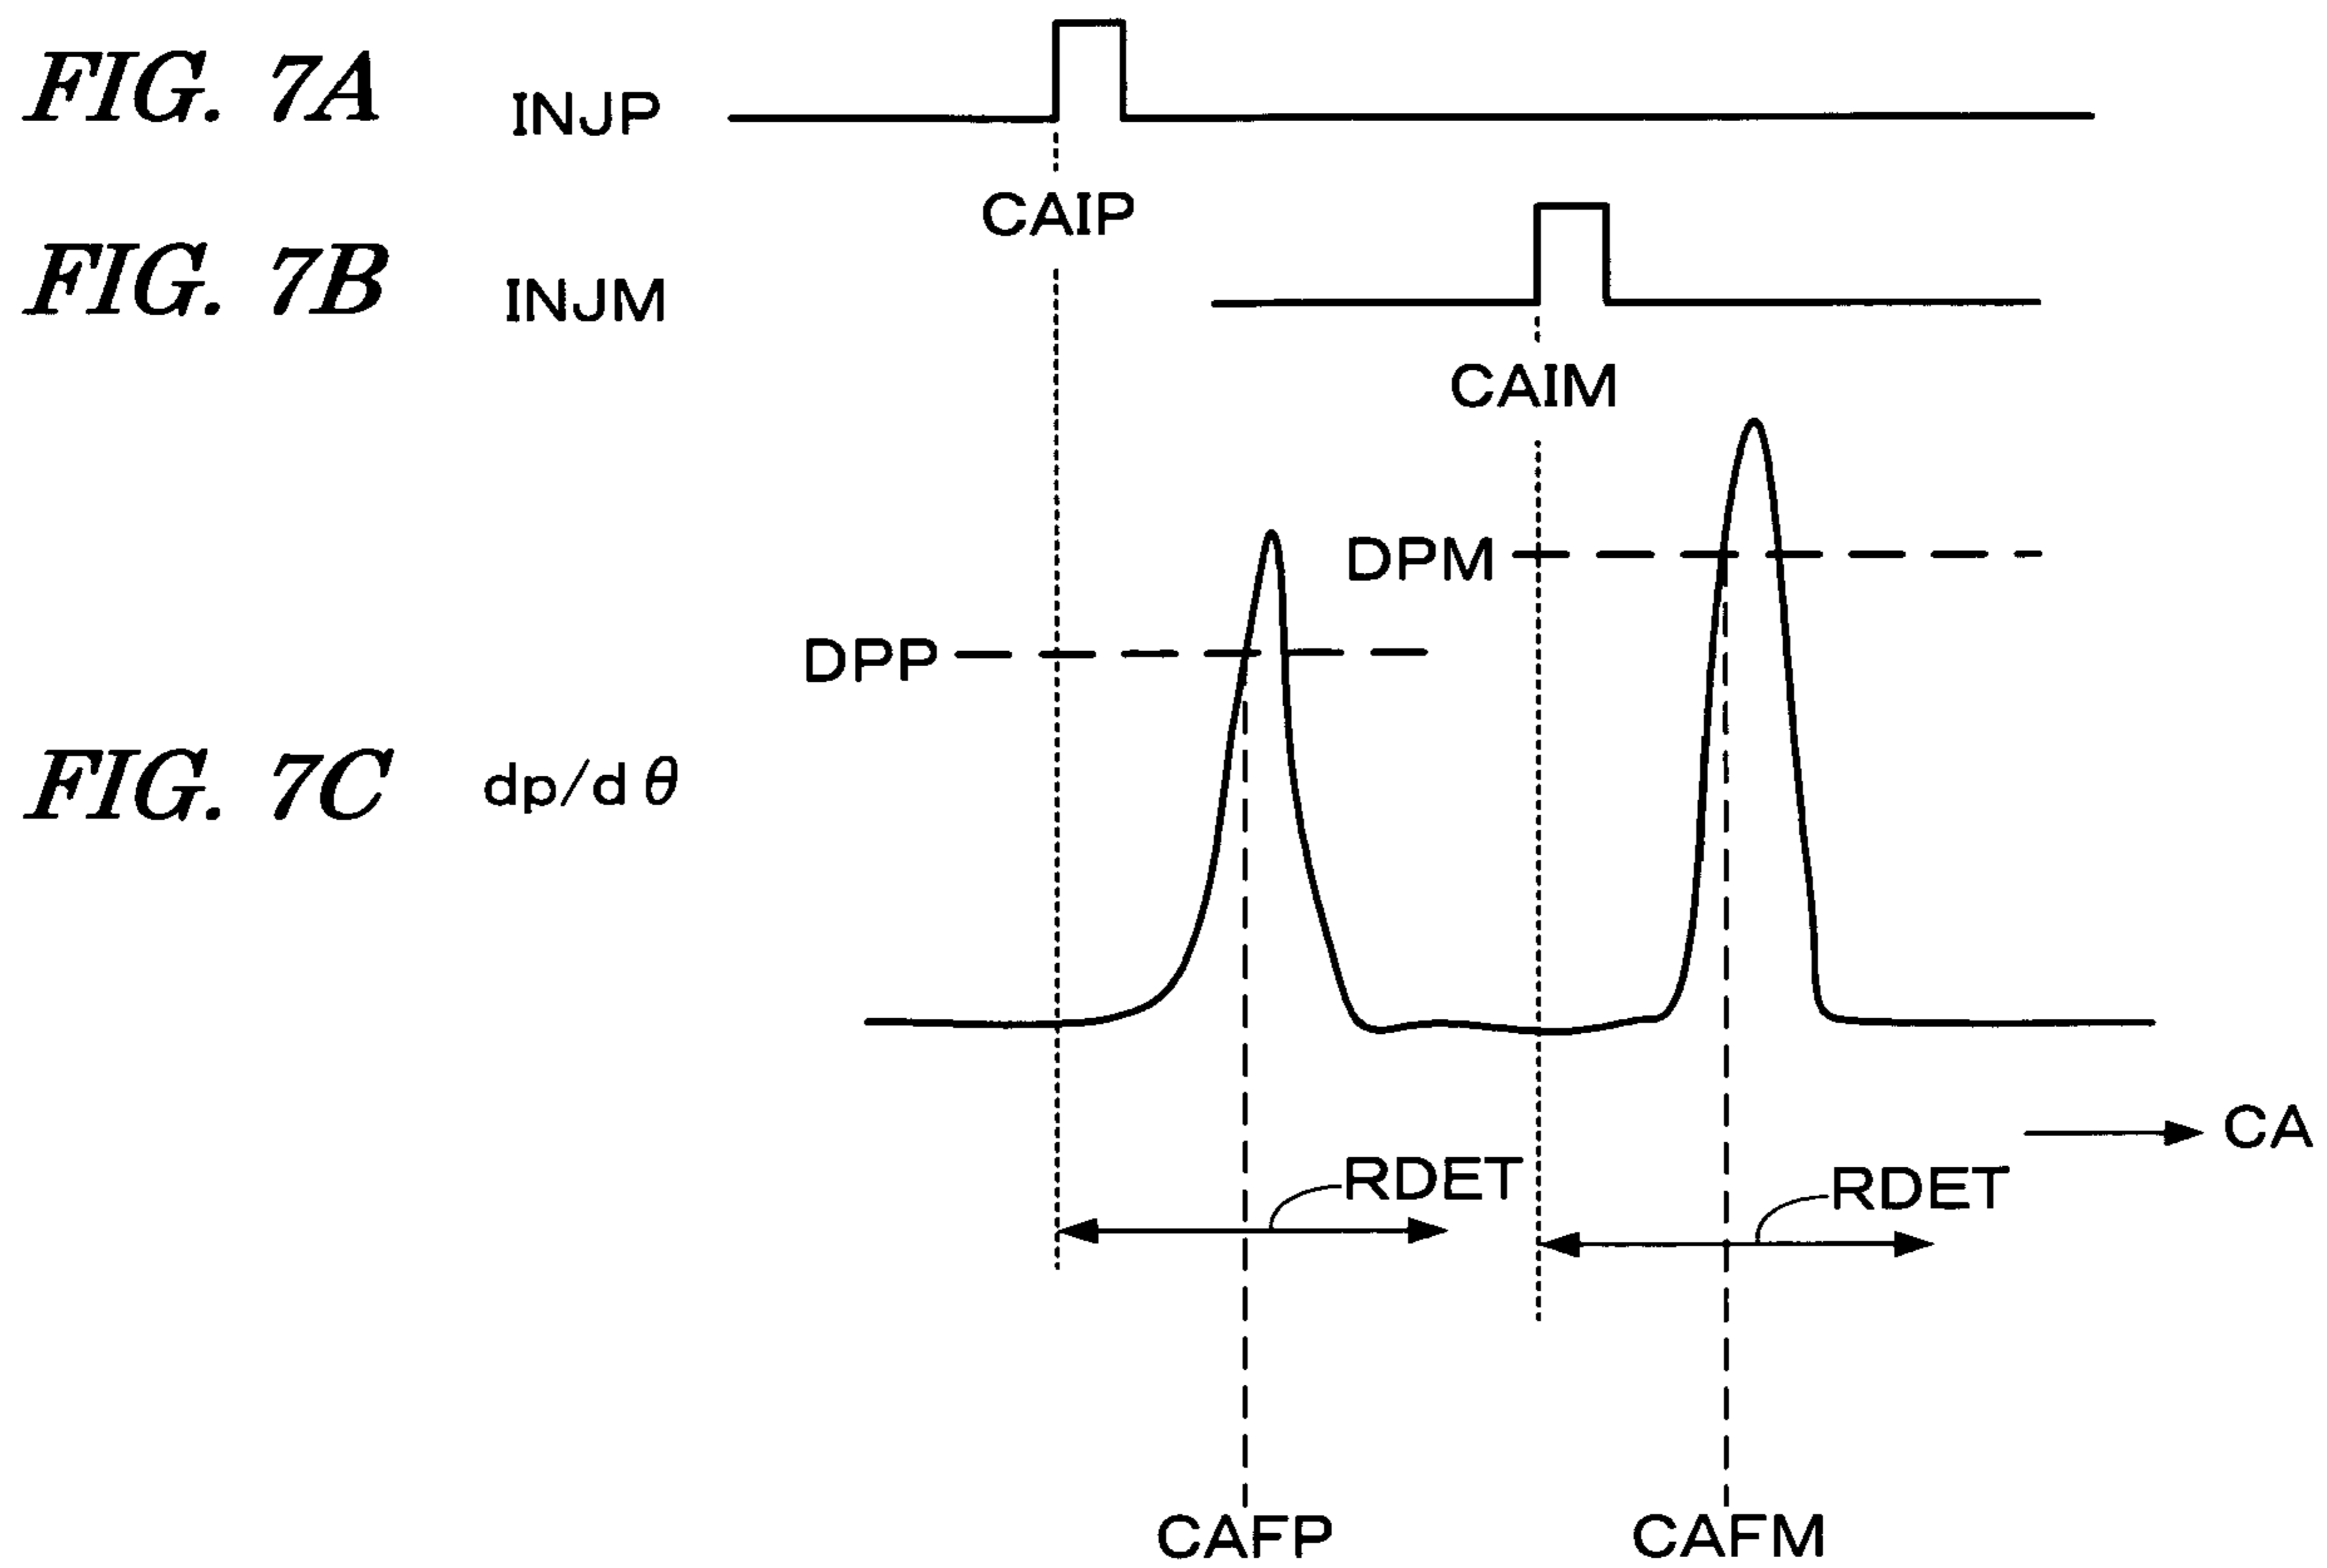 FIG. 7A INJP
CAIP
FIG. 7B INJM
CAIM
DPM
DPP
FIG. 7C dp/dθ
CA
RDET
RDET
CAFP
CAFM